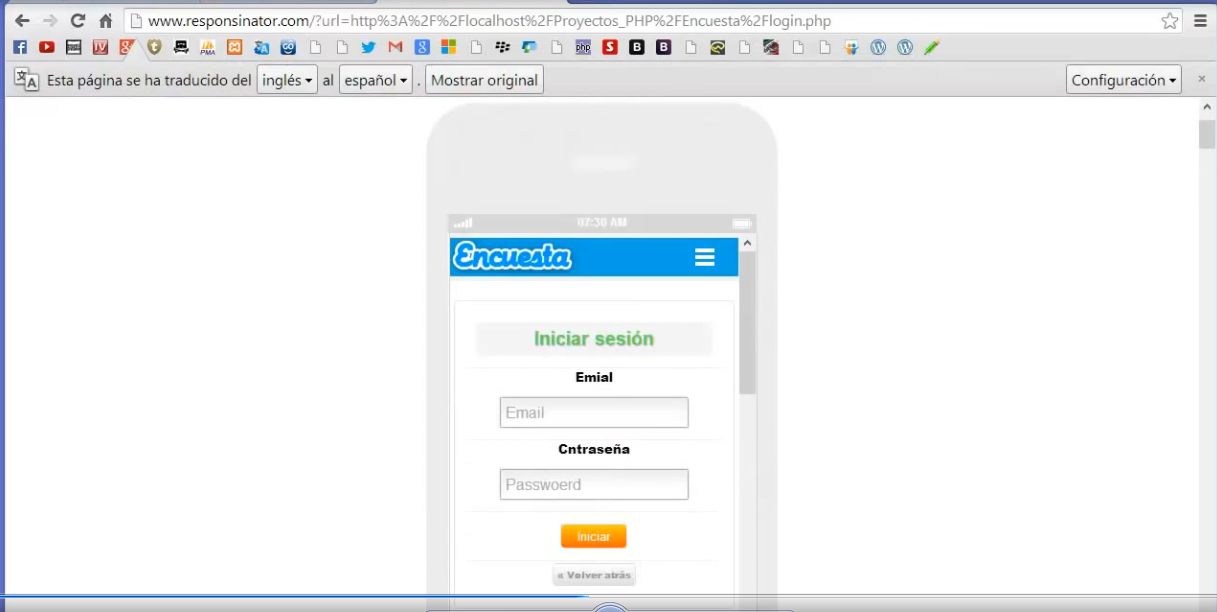 www.responsinator.com/?url=http%3A%2F%2Flocalhost%2FProyectos_PHP%2FEncuesta%2Flogin.php
Esta página se ha traducido del inglés al español . Mostrar original Configuración
07:30 AM
Encuesta
Iniciar sesión
Emial
Email
Cntraseña
Passwoerd
Iniciar
« Volver atrás